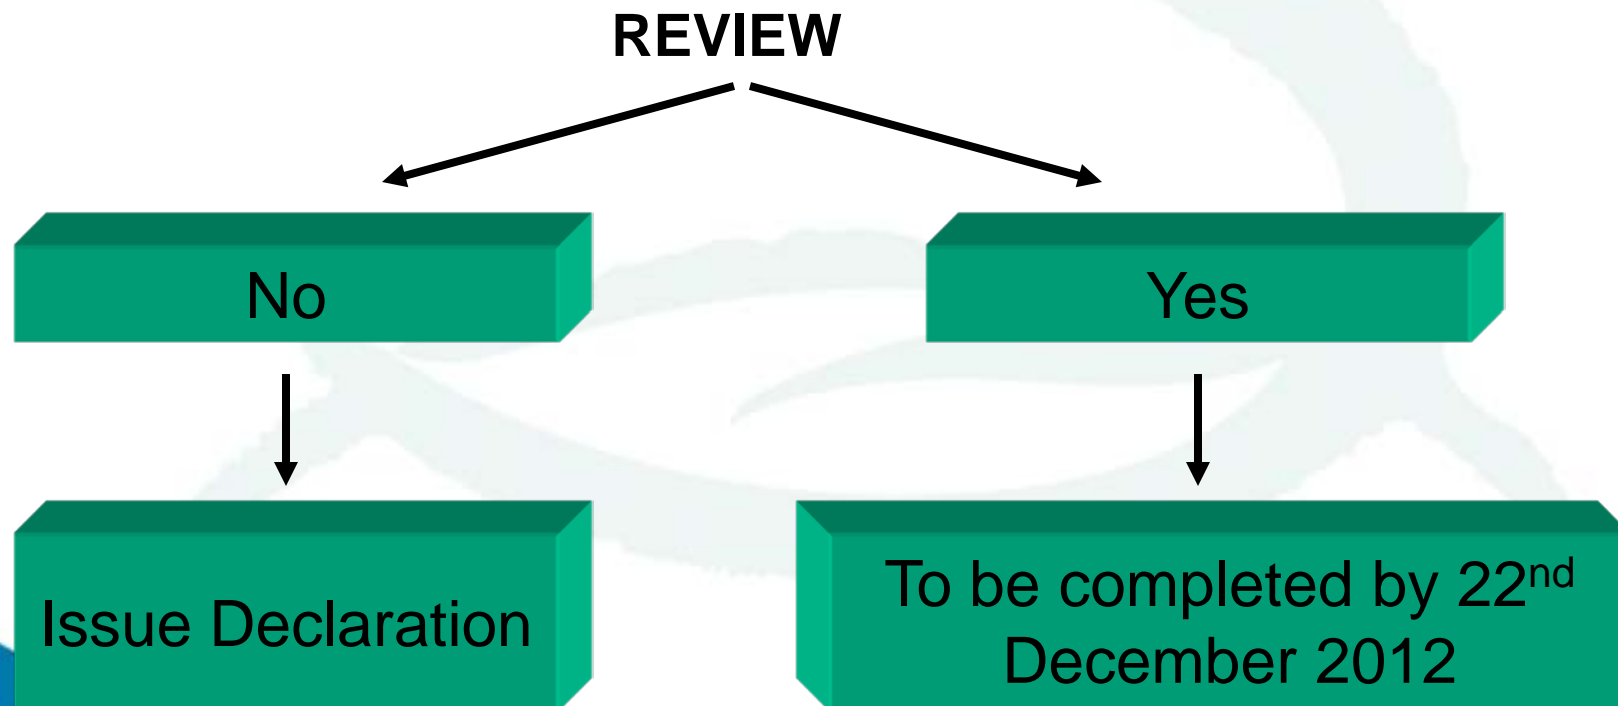 REVIEW
No
Yes
Issue Declaration
To be completed by 22nd
December 2012